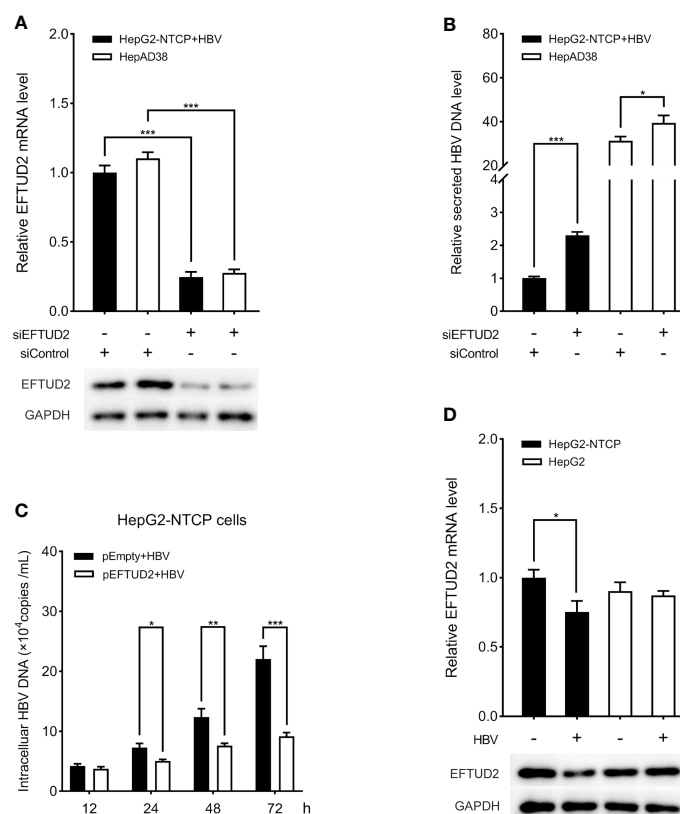 A
Relative EFTUD2 mRNA level
2.0
1.5
1.0
0.5
0.0
HepG2-NTCP+HBV
HepAD38
***
***
siEFTUD2 - - + +
siControl + + - -
EFTUD2
GAPDH
B
Relative secreted HBV DNA level
80
60
40
20
4
3
2
1
0
HepG2-NTCP+HBV
HepAD38
***
*
siEFTUD2 - + - +
siControl + - + -
C
HepG2-NTCP cells
Intracelluar HBV DNA (×10⁴copies /mL)
40
30
20
10
0
pEmpty+HBV
pEFTUD2+HBV
*
**
***
12 24 48 72 h
D
Relative EFTUD2 mRNA level
2.0
1.5
1.0
0.5
0.0
HepG2-NTCP
HepG2
*
HBV - + - +
EFTUD2
GAPDH